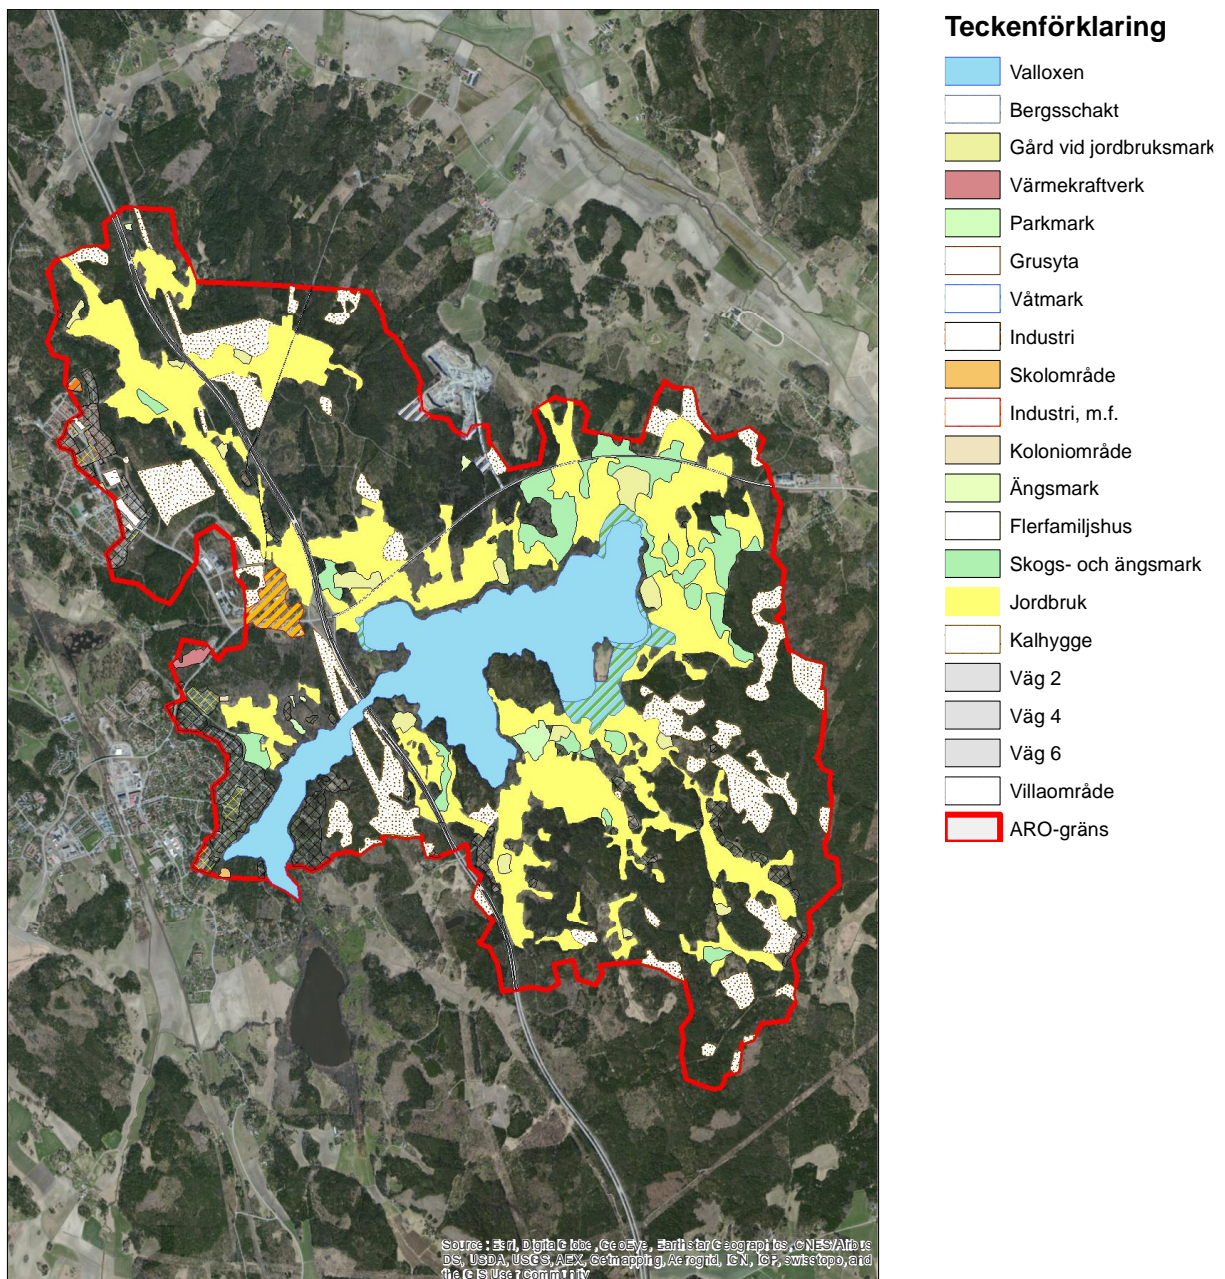 Teckenförklaring
Valloxen
Bergsschakt
Gård vid jordbruksmark
Värmekraftverk
Parkmark
Grusyta
Våtmark
Industri
Skolområde
Industri, m.f.
Koloniområde
Ängsmark
Flerfamiljshus
Skogs- och ängsmark
Jordbruk
Kalhygge
Väg 2
Väg 4
Väg 6
Villaområde
ARO-gräns
Source: Esri, DigitalGlobe, GeoEye, Earthstar Geographics, CNES/Airbus
DS, USDA, USGS, AEX, Getmapping, Aerogrid, IGN, IGP, swisstopo, and
the GIS User Community